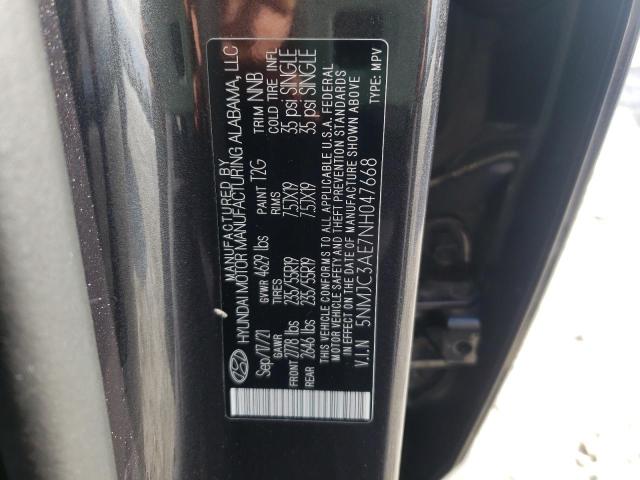 MANUFACTURED BY
HYUNDAI MOTOR MANUFACTURING ALABAMA, LLC
Sep/17/21 GVWR 4629 lbs PAINT T2G TRIM NNB
TIRES RIMS COLD TIRE INFL
FRONT 2778 lbs 235/55R19 7.5JX19 35 psi SINGLE
REAR 2646 lbs 235/55R19 7.5JX19 35 psi SINGLE
THIS VEHICLE CONFORMS TO ALL APPLICABLE U.S.A. FEDERAL
MOTOR VEHICLE SAFETY AND THEFT PREVENTION STANDARDS
IN EFFECT ON THE DATE OF MANUFACTURE SHOWN ABOVE
V.I.N 5NMJC3AE7NH047668 TYPE: MPV